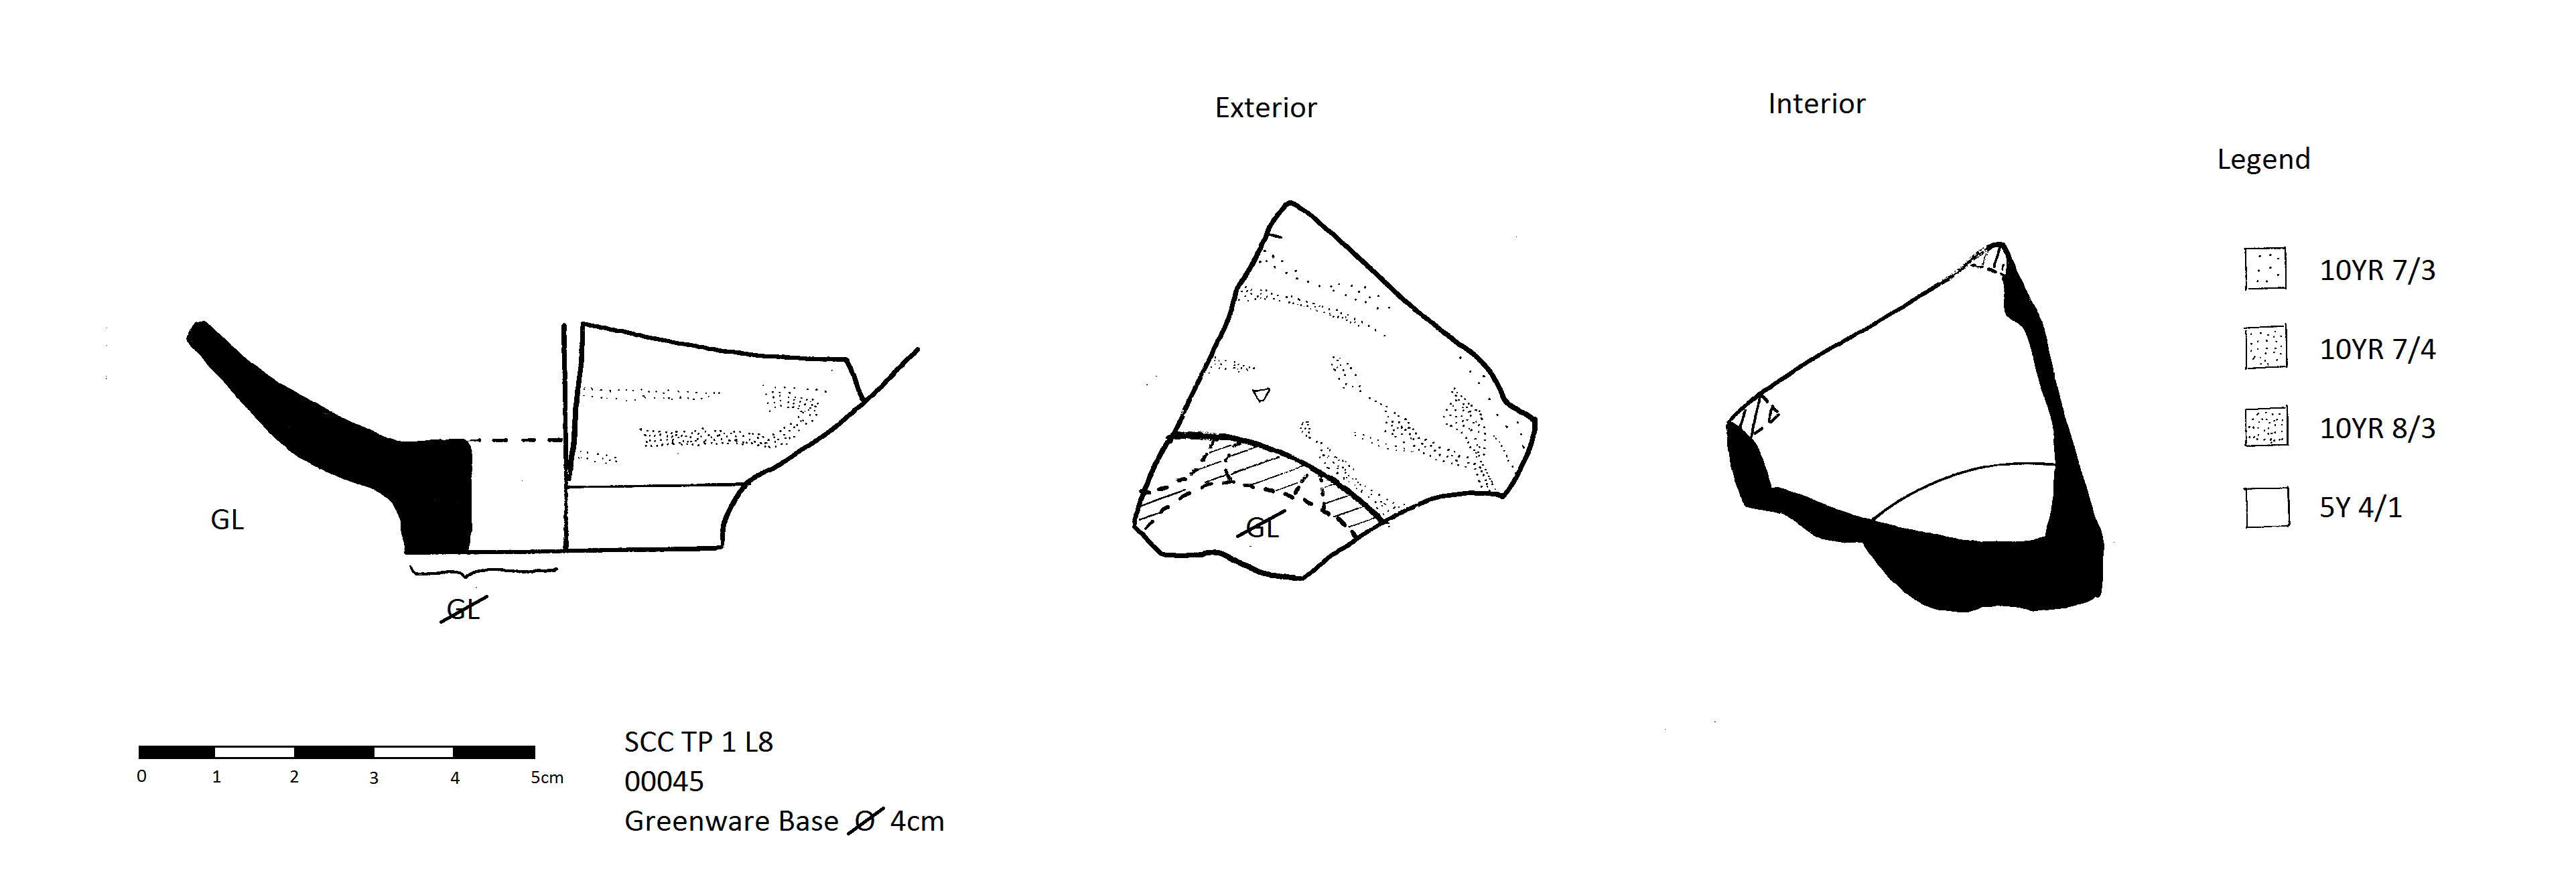 Exterior
Interior
Legend
10YR 7/3
10YR 7/4
10YR 8/3
5Y 4/1
GL
GL
GL
0 1 2 3 4 5cm
SCC TP 1 L8
00045
Greenware Base Ø 4cm